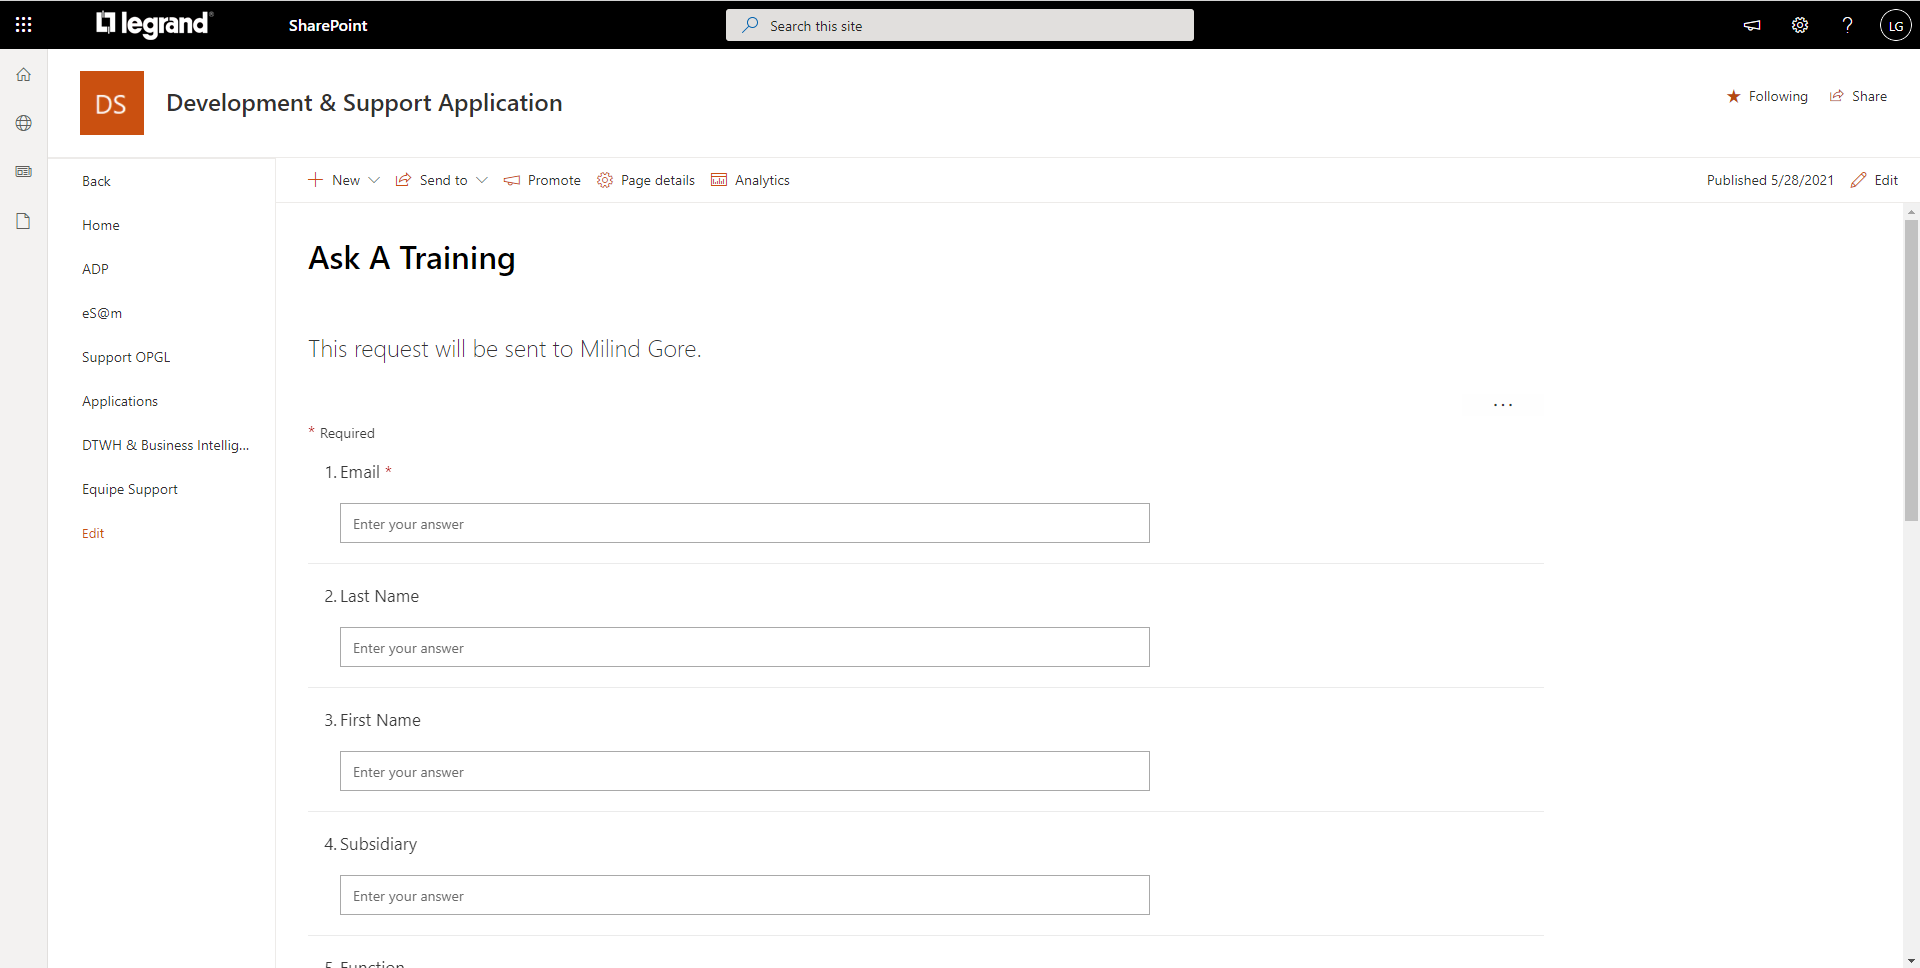 legrand®
SharePoint
Search this site
?
LG
DS
Development & Support Application
Following
Share
Back
Home
ADP
eS@m
Support OPGL
Applications
DTWH & Business Intellig...
Equipe Support
Edit
New
Send to
Promote
Page details
Analytics
Published 5/28/2021
Edit
Ask A Training
This request will be sent to Milind Gore.
...
* Required
1. Email *
Enter your answer
2. Last Name
Enter your answer
3. First Name
Enter your answer
4. Subsidiary
Enter your answer
5. Function